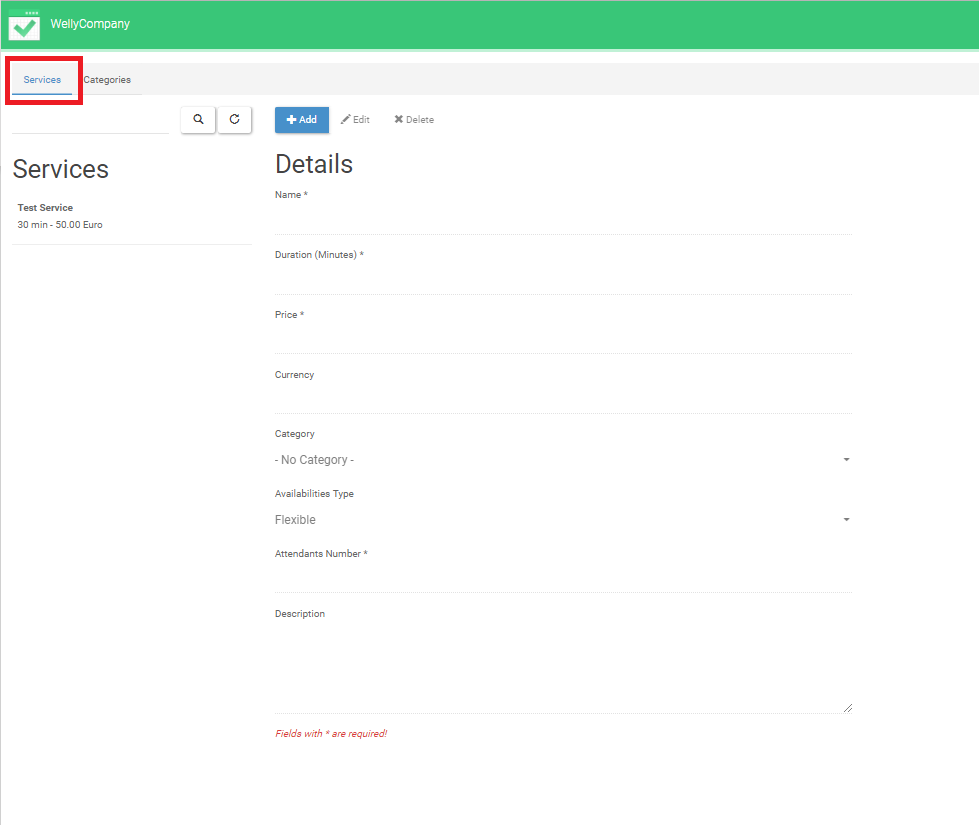 WellyCompany
Services
Categories
Add
Edit
Delete
Services
Test Service
30 min - 50.00 Euro
Details
Name *
Duration (Minutes) *
Price *
Currency
Category
- No Category -
Availabilities Type
Flexible
Attendants Number *
Description
Fields with * are required!